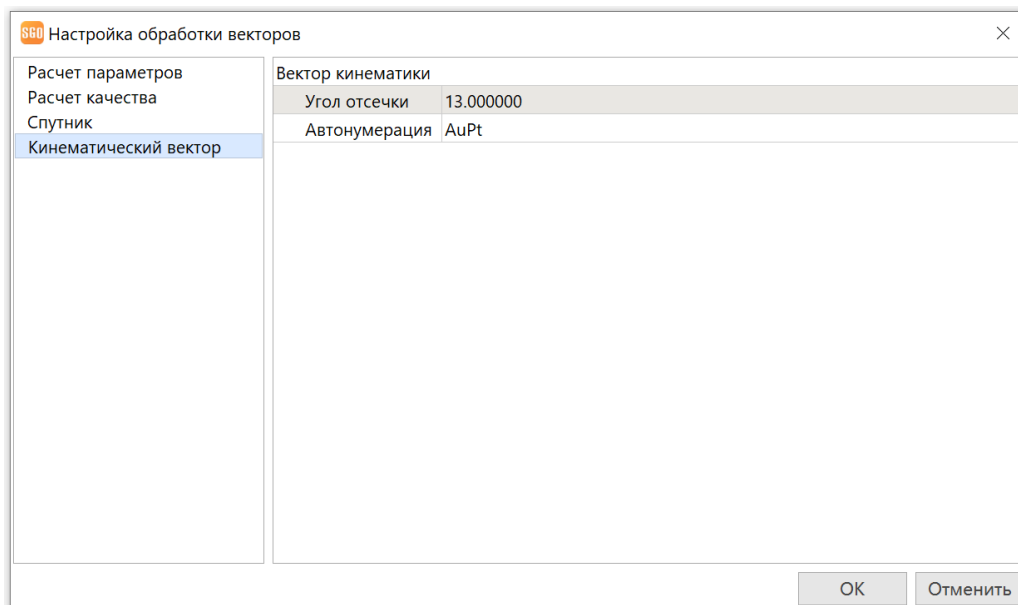 SGO Настройка обработки векторов
Расчет параметров
Расчет качества
Спутник
Кинематический вектор
Вектор кинематики
Угол отсечки 13.000000
Автонумерация AuPt
OK Отменить